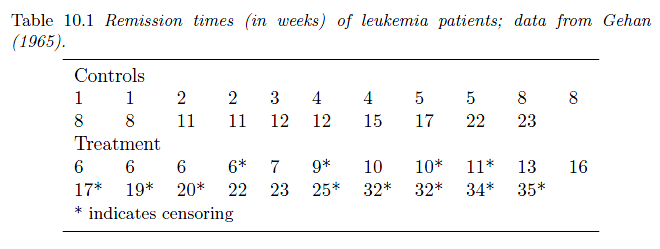 Table 10.1 Remission times (in weeks) of leukemia patients; data from Gehan
(1965).
Controls
1 1 2 2 3 4 4 5 5 8 8
8 8 11 11 12 12 15 17 22 23
Treatment
6 6 6 6* 7 9* 10 10* 11* 13 16
17* 19* 20* 22 23 25* 32* 32* 34* 35*
* indicates censoring